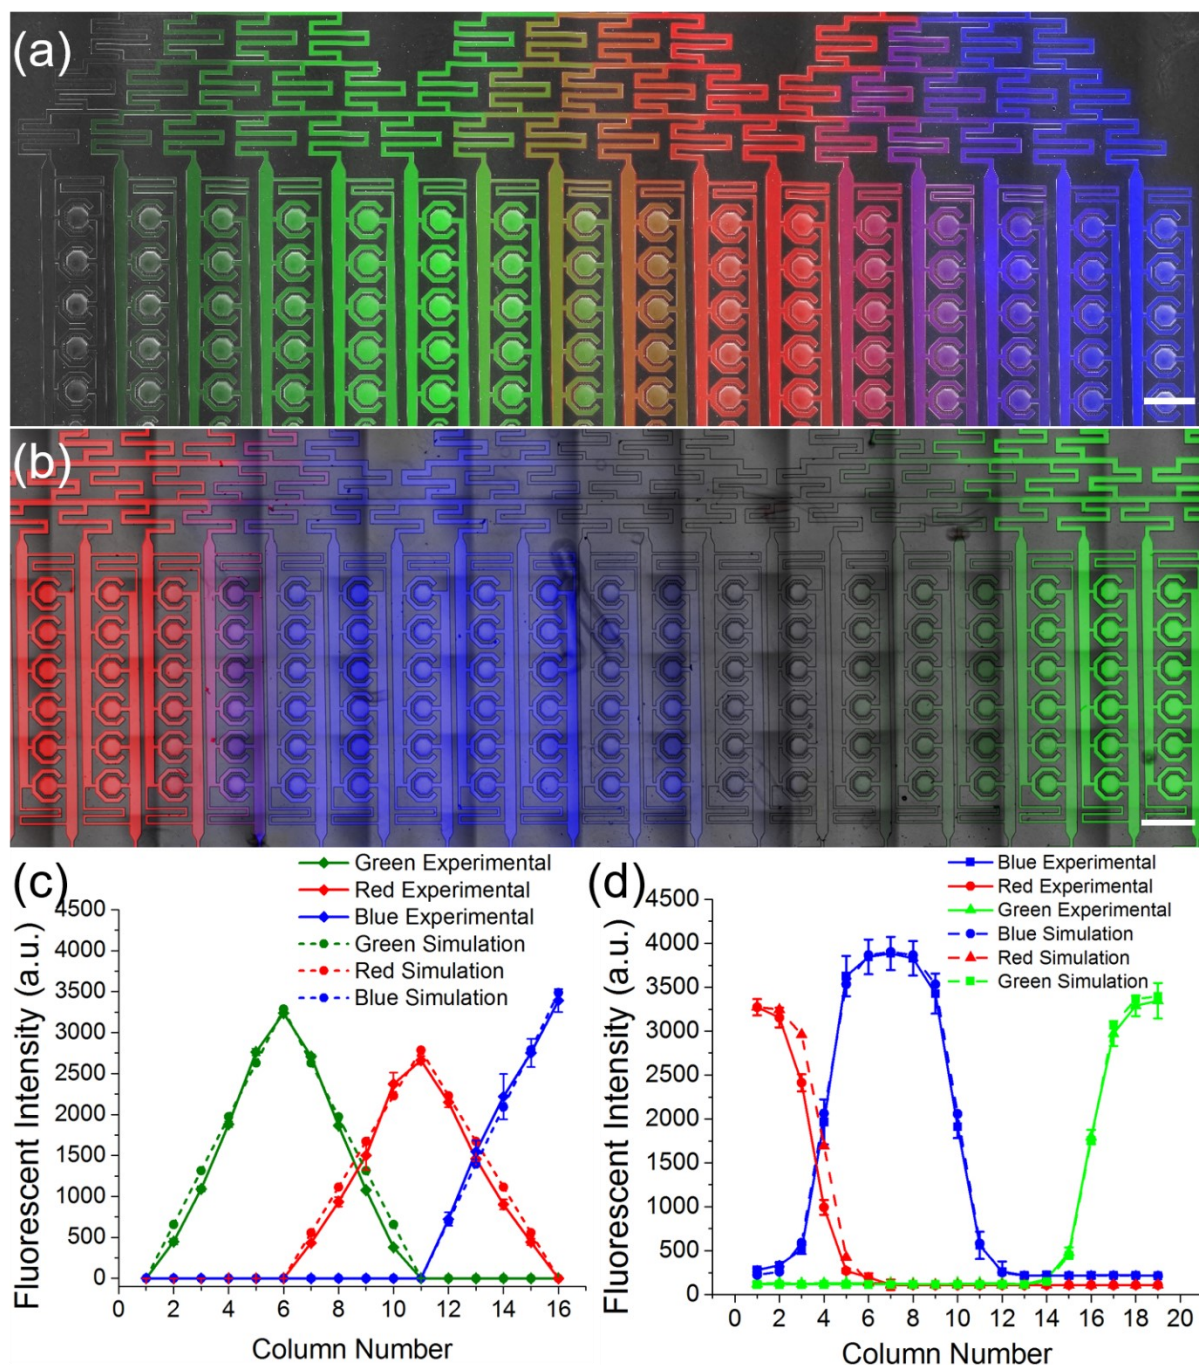 (a)
(b)
(c)
Green Experimental
Red Experimental
Blue Experimental
Green Simulation
Red Simulation
Blue Simulation
Fluorescent Intensity (a.u.)
4500
4000
3500
3000
2500
2000
1500
1000
500
0
0 2 4 6 8 10 12 14 16
Column Number
(d)
Blue Experimental
Red Experimental
Green Experimental
Blue Simulation
Red Simulation
Green Simulation
Fluorescent Intensity (a.u.)
4500
4000
3500
3000
2500
2000
1500
1000
500
0
0 2 4 6 8 10 12 14 16 18 20
Column Number